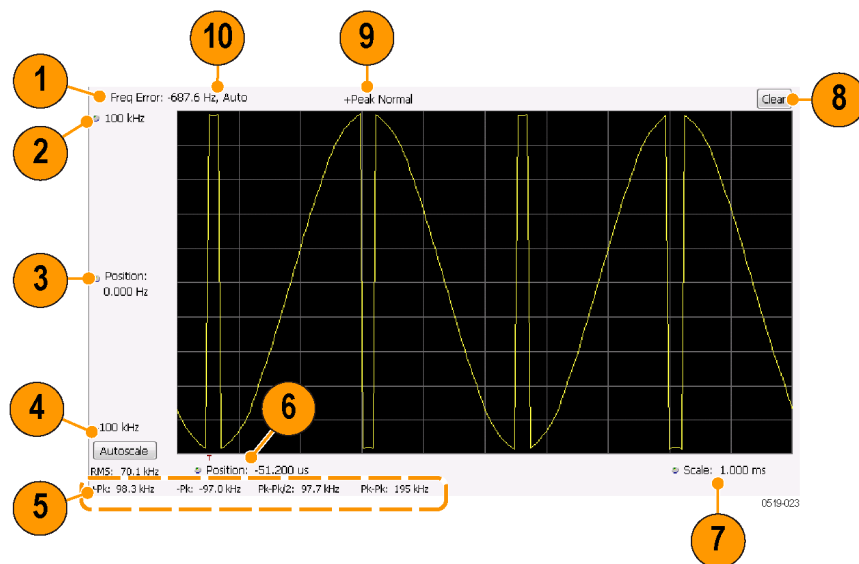 10
9
1
Freq Error: -687.6 Hz, Auto
+Peak Normal
Clear
8
100 kHz
2
3
Position:
0.000 Hz
4
-100 kHz
6
Autoscale
RMS: 70.1 kHz
Position: -51.200 us
Scale: 1.000 ms
T
5
+Pk: 98.3 kHz
-Pk: -97.0 kHz
Pk-Pk/2: 97.7 kHz
Pk-Pk: 195 kHz
7
0519-023